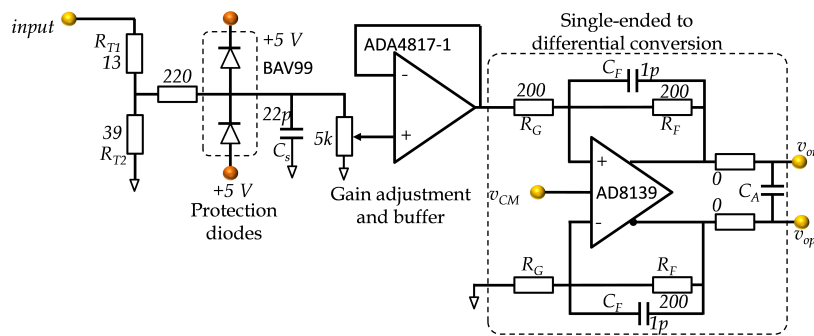 Single-ended to
differential conversion
input
+5 V
ADA4817-1
R_T1
13
BAV99
C_F
1p
220
200
200
R_G
R_F
22p
C_s
5k
39
R_T2
-
+
+
AD8139
-
v_CM
0
0
C_A
v_on
v_op
+5 V
Protection
diodes
Gain adjustment
and buffer
R_G
R_F
200
C_F
1p